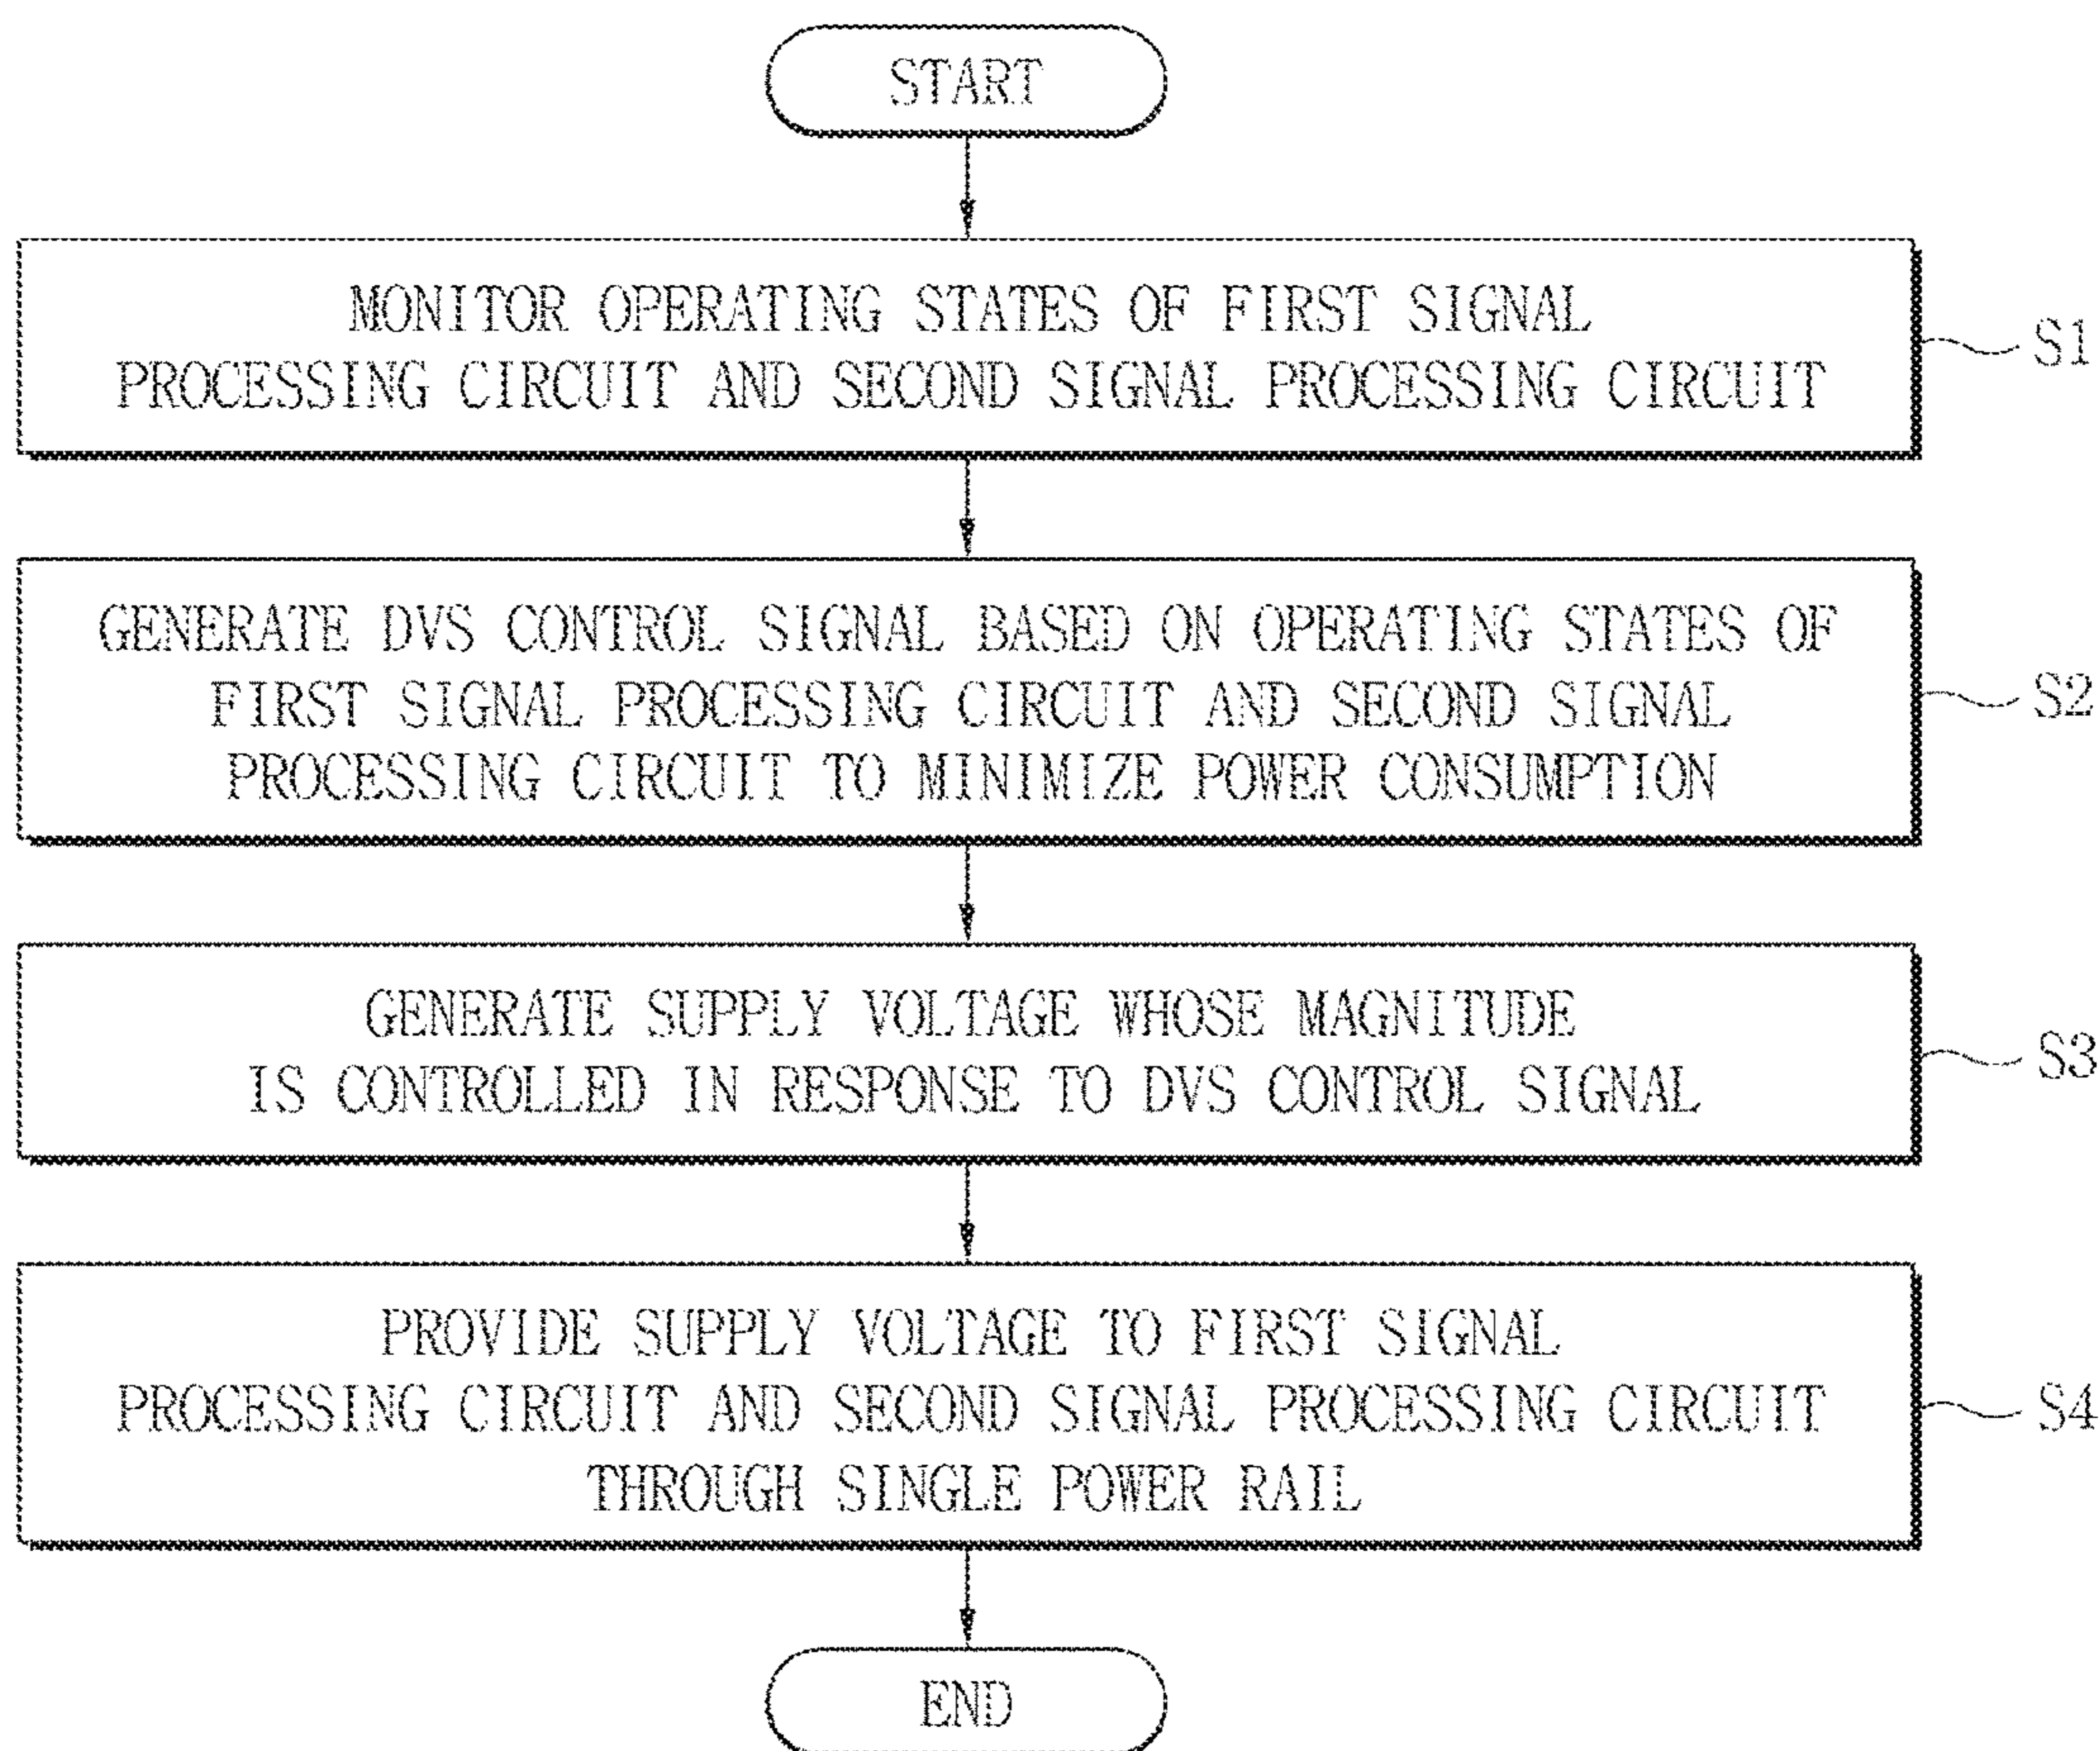 START
MONITOR OPERATING STATES OF FIRST SIGNAL
PROCESSING CIRCUIT AND SECOND SIGNAL PROCESSING CIRCUIT
S1
GENERATE DVS CONTROL SIGNAL BASED ON OPERATING STATES OF
FIRST SIGNAL PROCESSING CIRCUIT AND SECOND SIGNAL
PROCESSING CIRCUIT TO MINIMIZE POWER CONSUMPTION
S2
GENERATE SUPPLY VOLTAGE WHOSE MAGNITUDE
IS CONTROLLED IN RESPONSE TO DVS CONTROL SIGNAL
S3
PROVIDE SUPPLY VOLTAGE TO FIRST SIGNAL
PROCESSING CIRCUIT AND SECOND SIGNAL PROCESSING CIRCUIT
THROUGH SINGLE POWER RAIL
S4
END